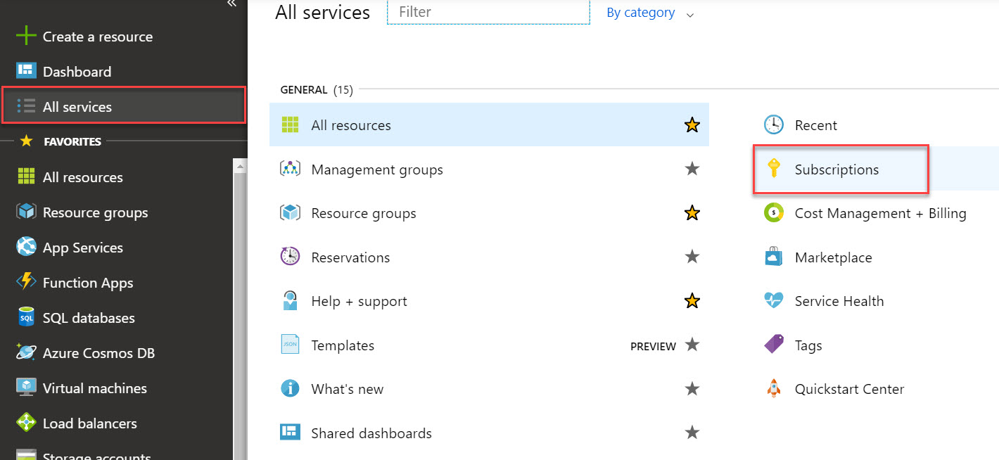 Create a resource
Dashboard
All services
FAVORITES
All resources
Resource groups
App Services
Function Apps
SQL
SQL databases
Azure Cosmos DB
Virtual machines
Load balancers
Storage accounts
All services
Filter
By category
GENERAL (15)
All resources
Management groups
Resource groups
Reservations
Help + support
JSON
Templates
PREVIEW
What's new
Shared dashboards
Recent
Subscriptions
$
Cost Management + Billing
Marketplace
Service Health
Tags
Quickstart Center